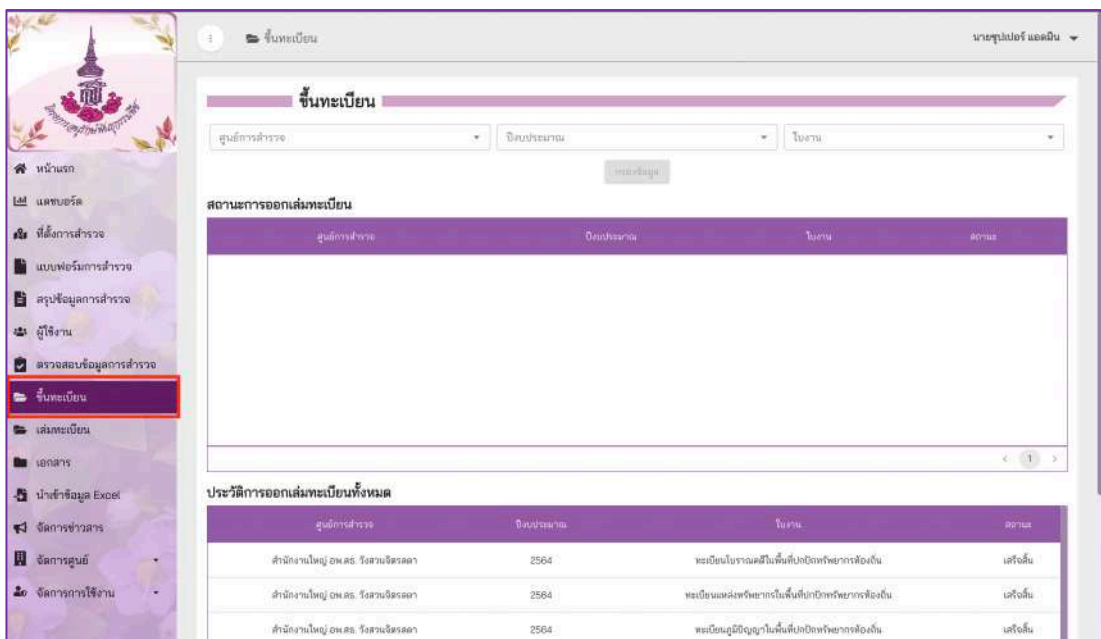 ขึ้นทะเบียน
นายซุปเปอร์ แอดมิน
ขึ้นทะเบียน
ศูนย์การสำรวจ
ปีงบประมาณ
ใบงาน
กรองข้อมูล
หน้าแรก
แดชบอร์ด
ที่ตั้งการสำรวจ
แบบฟอร์มการสำรวจ
สรุปข้อมูลการสำรวจ
ผู้ใช้งาน
ตรวจสอบข้อมูลการสำรวจ
ขึ้นทะเบียน
เล่มทะเบียน
เอกสาร
นำเข้าข้อมูล Excel
จัดการข่าวสาร
จัดการศูนย์
จัดการการใช้งาน
สถานะการออกเล่มทะเบียน
ศูนย์การสำรวจ ปีงบประมาณ ใบงาน สถานะ
1
ประวัติการออกเล่มทะเบียนทั้งหมด
ศูนย์การสำรวจ ปีงบประมาณ ใบงาน สถานะ
สำนักงานใหญ่ อพ.สธ. วังสวนจิตรลดา 2564 ทะเบียนโบราณคดีในพื้นที่ปกปักทรัพยากรท้องถิ่น เสร็จสิ้น
สำนักงานใหญ่ อพ.สธ. วังสวนจิตรลดา 2564 ทะเบียนแหล่งทรัพยากรในพื้นที่ปกปักทรัพยากรท้องถิ่น เสร็จสิ้น
สำนักงานใหญ่ อพ.สธ. วังสวนจิตรลดา 2564 ทะเบียนภูมิปัญญาในพื้นที่ปกปักทรัพยากรท้องถิ่น เสร็จสิ้น